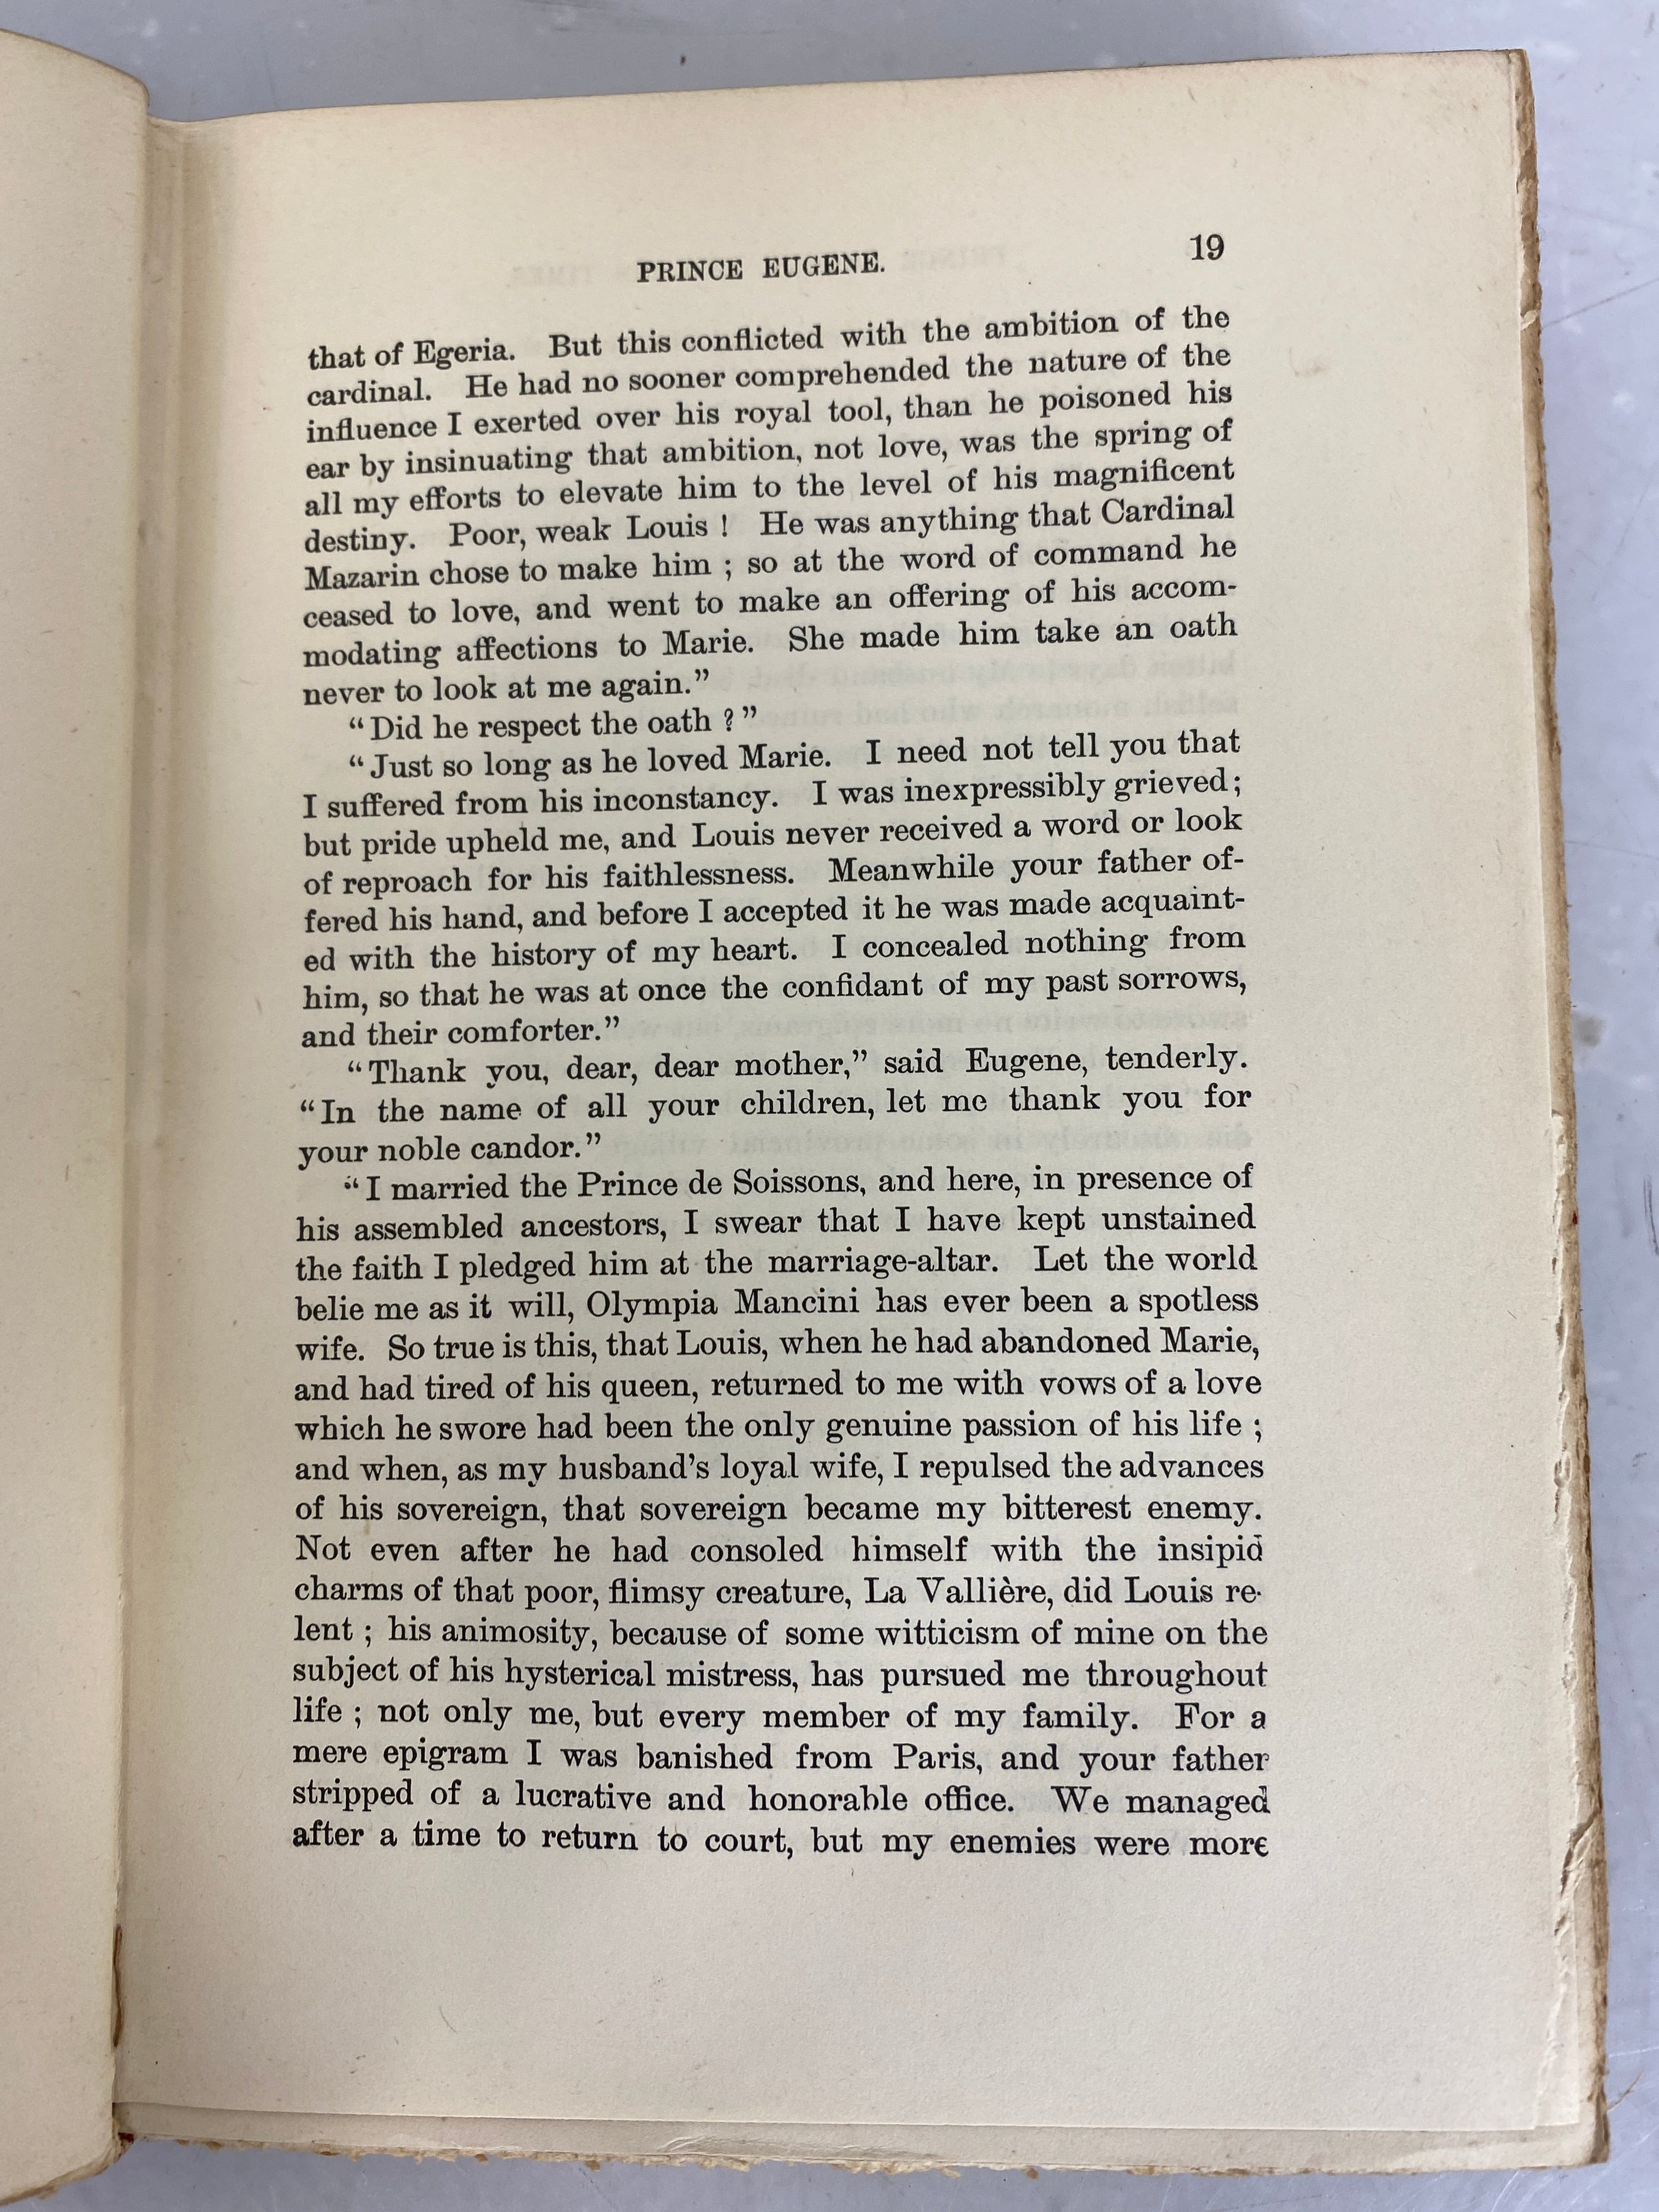 PRINCE EUGENE. 19
that of Egeria. But this conflicted with the ambition of the
cardinal. He had no sooner comprehended the nature of the
influence I exerted over his royal tool, than he poisoned his
ear by insinuating that ambition, not love, was the spring of
all my efforts to elevate him to the level of his magnificent
destiny. Poor, weak Louis ! He was anything that Cardinal
Mazarin chose to make him ; so at the word of command he
ceased to love, and went to make an offering of his accom-
modating affections to Marie. She made him take an oath
never to look at me again.”
“Did he respect the oath ?”
“Just so long as he loved Marie. I need not tell you that
I suffered from his inconstancy. I was inexpressibly grieved;
but pride upheld me, and Louis never received a word or look
of reproach for his faithlessness. Meanwhile your father of-
fered his hand, and before I accepted it he was made acquaint-
ed with the history of my heart. I concealed nothing from
him, so that he was at once the confidant of my past sorrows,
and their comforter.”
“Thank you, dear, dear mother,” said Eugene, tenderly.
“In the name of all your children, let me thank you for
your noble candor.”
“I married the Prince de Soissons, and here, in presence of
his assembled ancestors, I swear that I have kept unstained
the faith I pledged him at the marriage-altar. Let the world
belie me as it will, Olympia Mancini has ever been a spotless
wife. So true is this, that Louis, when he had abandoned Marie,
and had tired of his queen, returned to me with vows of a love
which he swore had been the only genuine passion of his life ;
and when, as my husband’s loyal wife, I repulsed the advances
of his sovereign, that sovereign became my bitterest enemy.
Not even after he had consoled himself with the insipid
charms of that poor, flimsy creature, La Vallière, did Louis re-
lent ; his animosity, because of some witticism of mine on the
subject of his hysterical mistress, has pursued me throughout
life ; not only me, but every member of my family. For a
mere epigram I was banished from Paris, and your father
stripped of a lucrative and honorable office. We managed
after a time to return to court, but my enemies were more